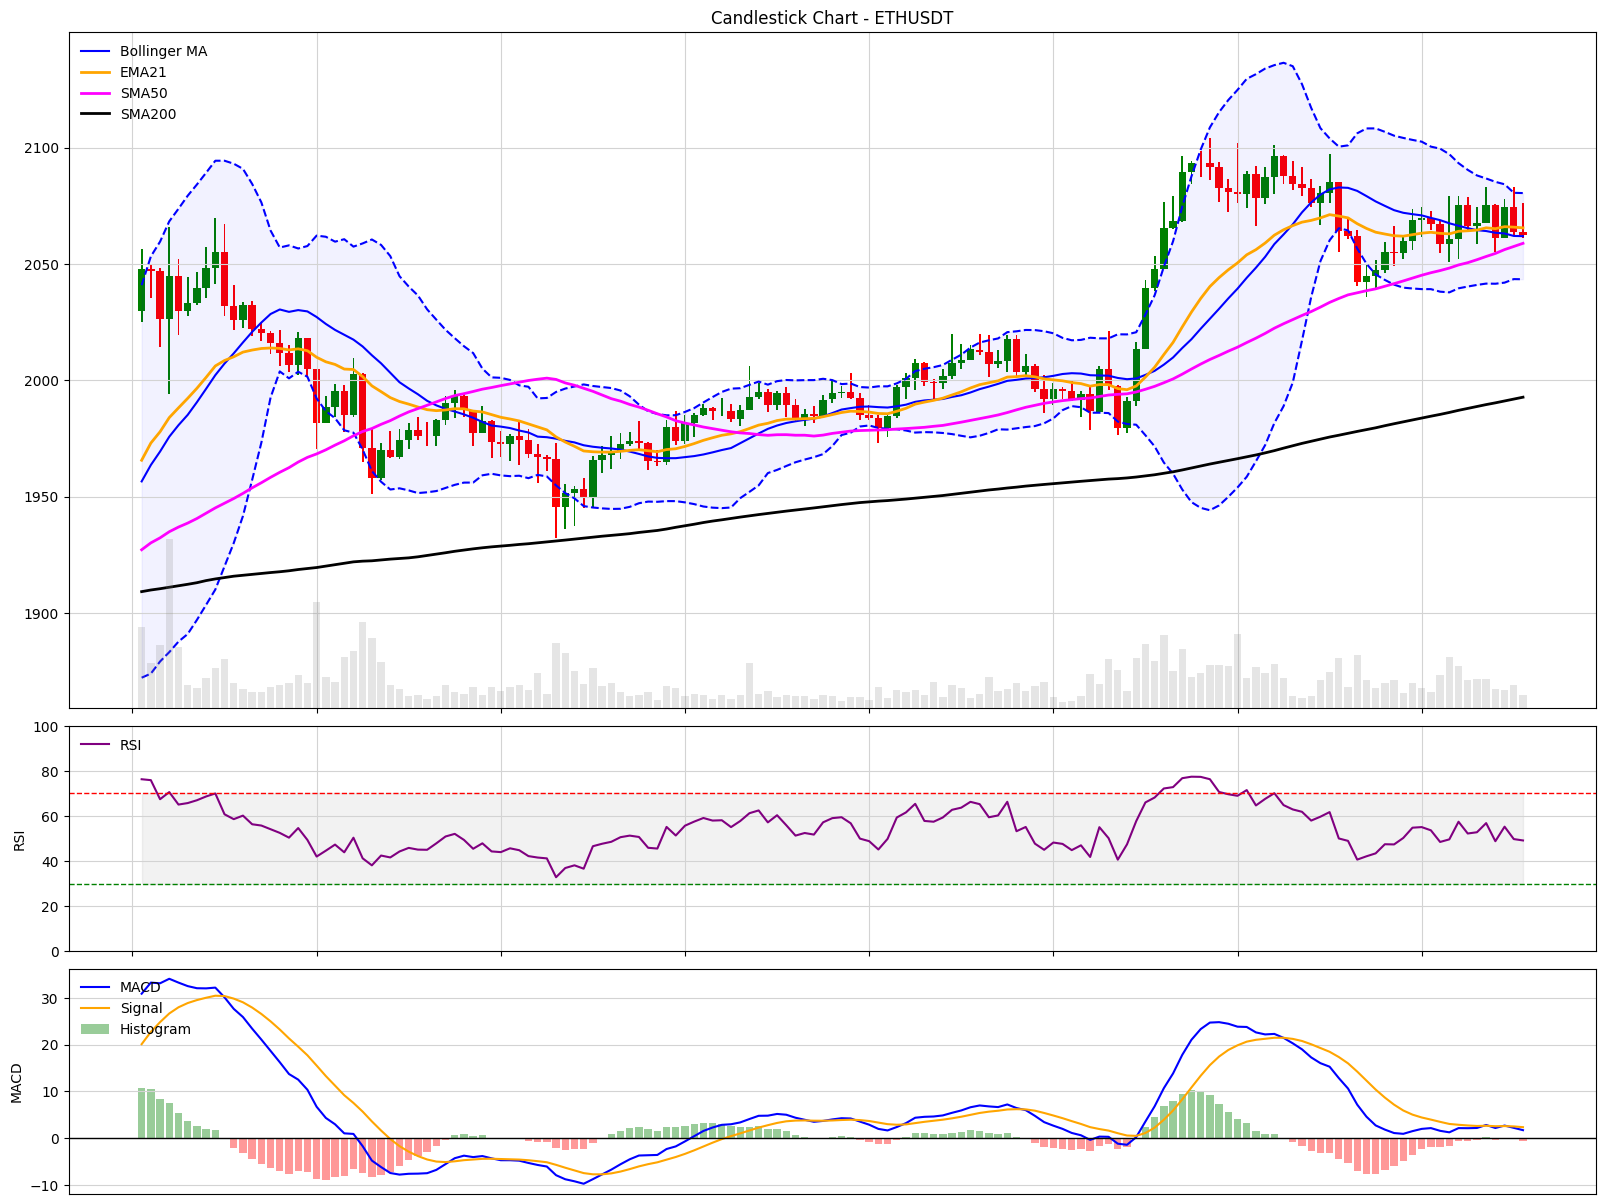 Candlestick Chart - ETHUSDT
Bollinger MA
EMA21
SMA50
SMA200
2100
2050
2000
1950
1900
RSI
100
80
60
40
20
0
RSI
MACD
Signal
Histogram
30
20
10
0
−10
MACD